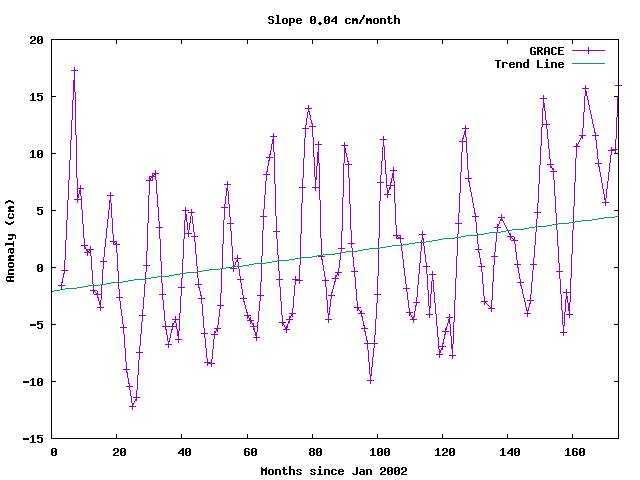 Slope 0.04 cm/month
20
15
10
5
0
-5
-10
-15
Anomaly (cm)
GRACE
Trend Line
0 20 40 60 80 100 120 140 160
Months since Jan 2002